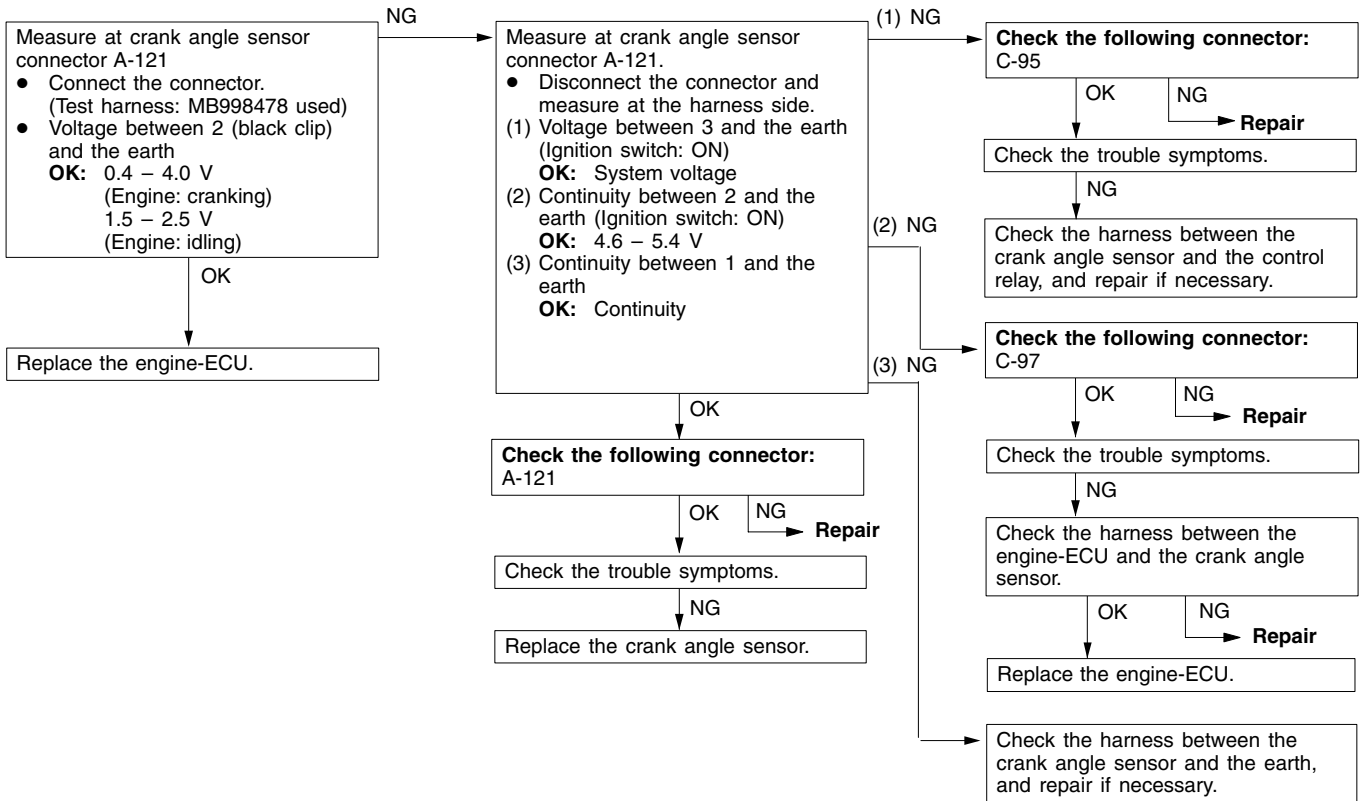 NG
Measure at crank angle sensor
connector A-121
● Connect the connector.
(Test harness: MB998478 used)
● Voltage between 2 (black clip)
and the earth
OK: 0.4 – 4.0 V
(Engine: cranking)
1.5 – 2.5 V
(Engine: idling)
OK
Replace the engine-ECU.
Measure at crank angle sensor
connector A-121.
● Disconnect the connector and
measure at the harness side.
(1) Voltage between 3 and the earth
(Ignition switch: ON)
OK: System voltage
(2) Continuity between 2 and the
earth (Ignition switch: ON)
OK: 4.6 – 5.4 V
(3) Continuity between 1 and the
earth
OK: Continuity
OK
Check the following connector:
A-121
OK
NG
Repair
Check the trouble symptoms.
NG
Replace the crank angle sensor.
(1) NG
Check the following connector:
C-95
OK
NG
Repair
Check the trouble symptoms.
NG
Check the harness between the
crank angle sensor and the control
relay, and repair if necessary.
(2) NG
Check the following connector:
C-97
OK
NG
Repair
Check the trouble symptoms.
NG
Check the harness between the
engine-ECU and the crank angle
sensor.
OK
NG
Repair
Replace the engine-ECU.
(3) NG
Check the harness between the
crank angle sensor and the earth,
and repair if necessary.